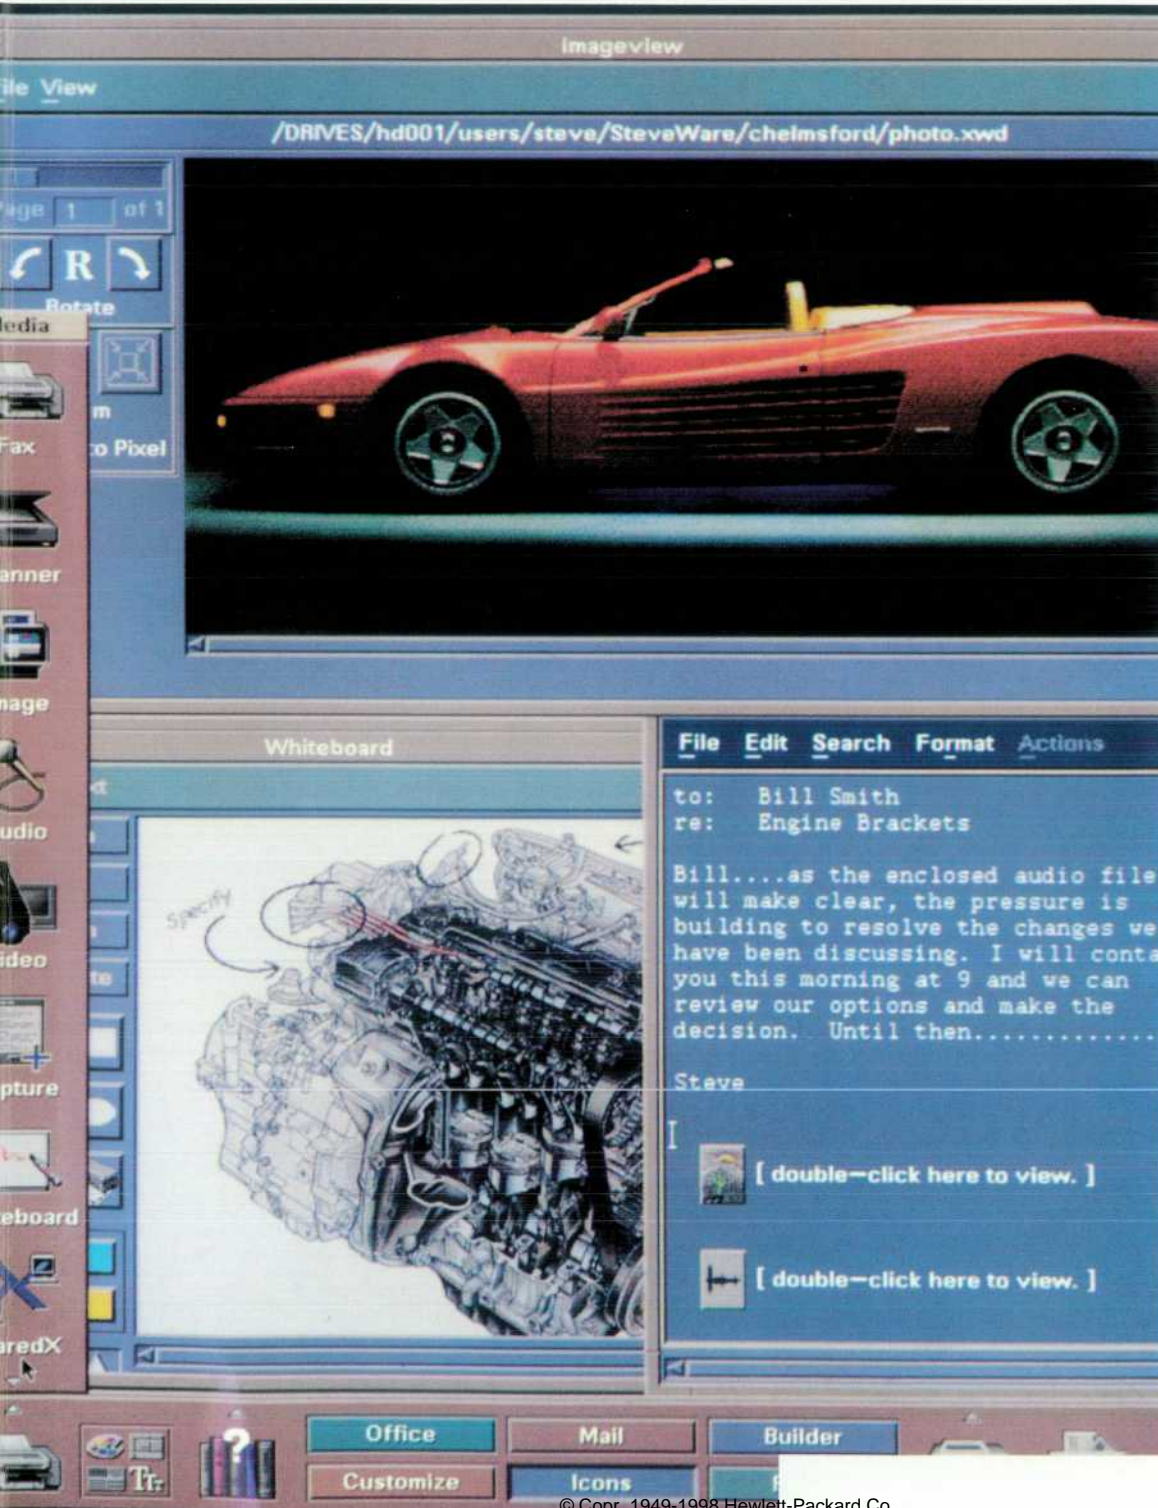 imageview
File View
/DRIVES/hd001/users/steve/SteveWare/chelmsford/photo.xwd
Page 1 of 1
R
Rotate
Media
m
to Pixel
Fax
anner
mage
udio
ideo
pture
eboard
aredX
Whiteboard
Specify
File Edit Search Format Actions
to: Bill Smith
re: Engine Brackets
Bill....as the enclosed audio file
will make clear, the pressure is
building to resolve the changes we
have been discussing. I will conta
you this morning at 9 and we can
review our options and make the
decision. Until then..............
Steve
[ double-click here to view. ]
[ double-click here to view. ]
?
Office Mail Builder
Customize Icons
© Copr. 1949-1998 Hewlett-Packard Co.